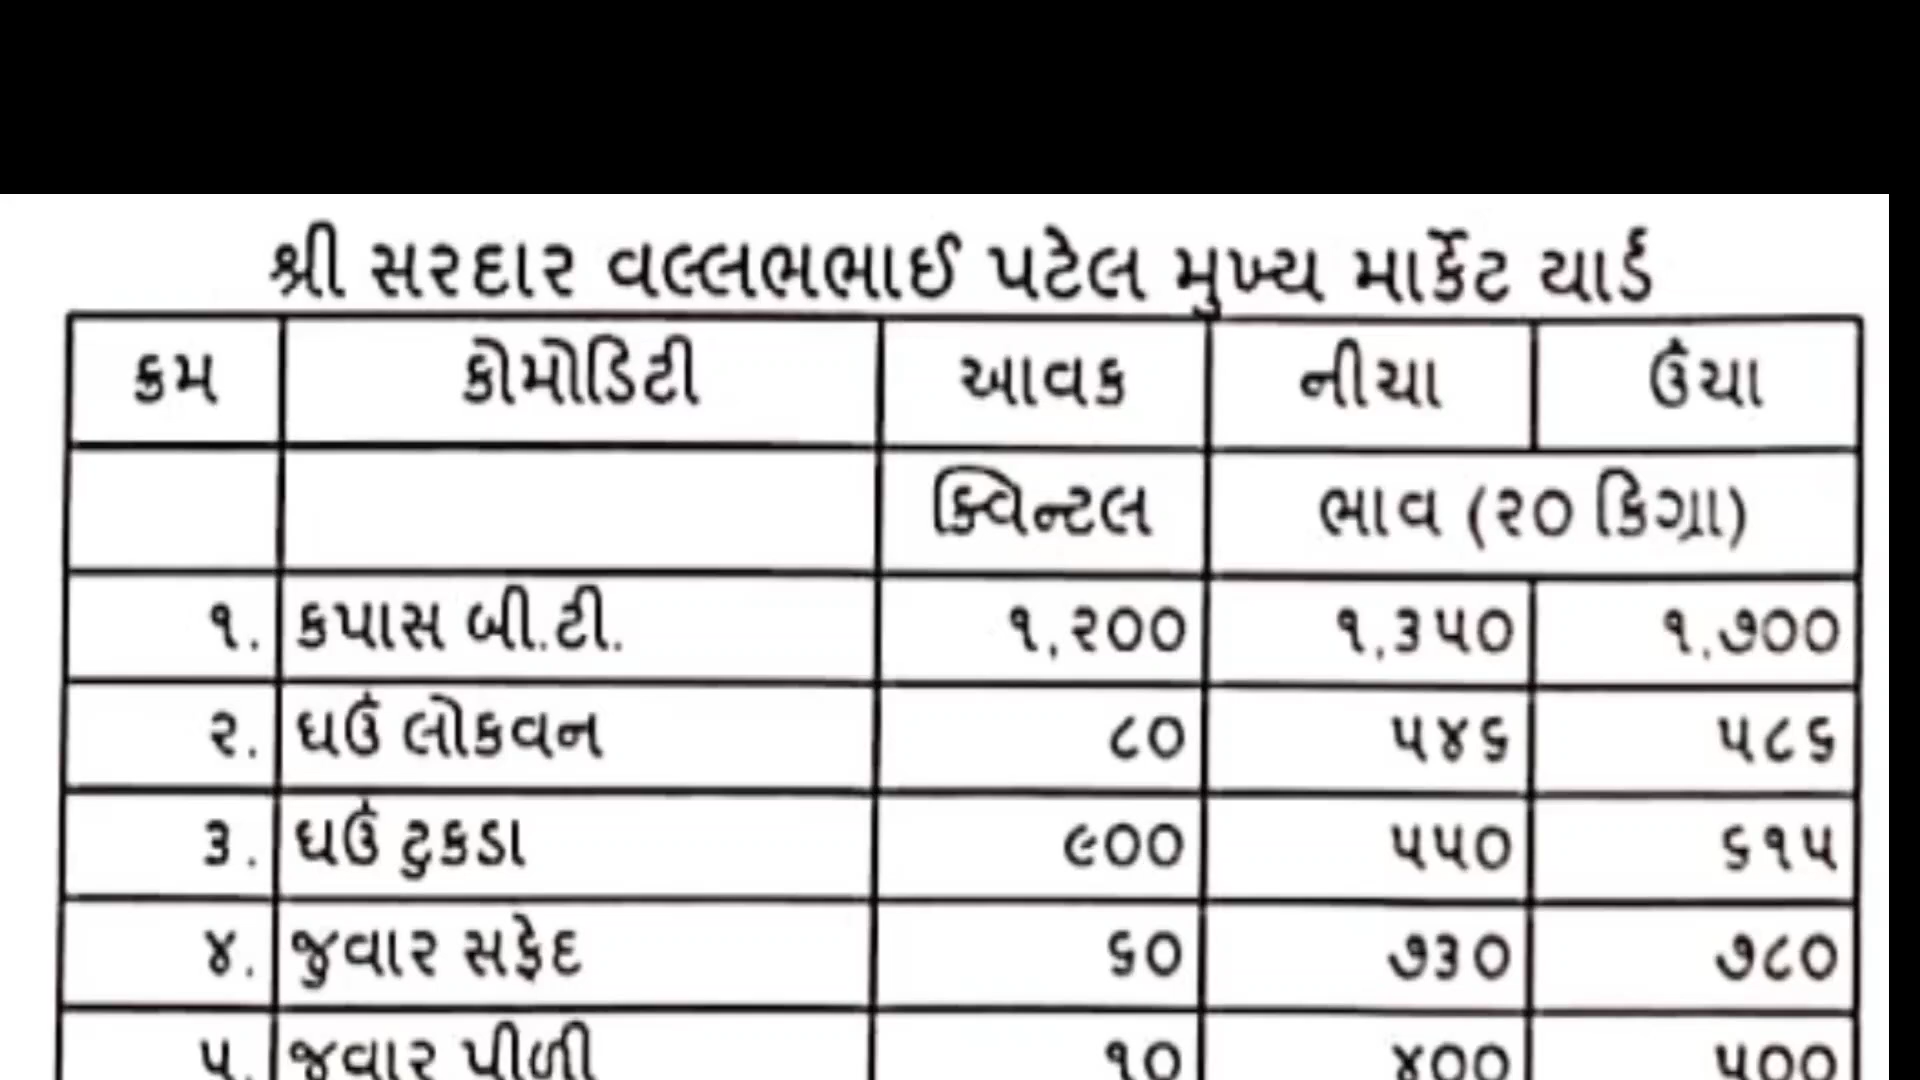 શ્રી સરદાર વલ્લભભાઈ પટેલ મુખ્ય માર્કેટ યાર્ડ
ક્રમ કોમોડિટી આવક નીચા ઉંચા
ક્વિન્ટલ ભાવ (૨૦ કિગ્રા)
૧. કપાસ બી.ટી. ૧,૨૦૦ ૧,૩૫૦ ૧,૭૦૦
૨. ઘઉં લોકવન ૮૦ ૫૪૬ ૫૮૬
૩. ઘઉં ટુકડા ૯૦૦ ૫૫૦ ૬૧૫
૪. જુવાર સફેદ ૬૦ ૭૩૦ ૭૮૦
૫. જુવાર પીળી ૧૦ ૪૦૦ ૫૦૦